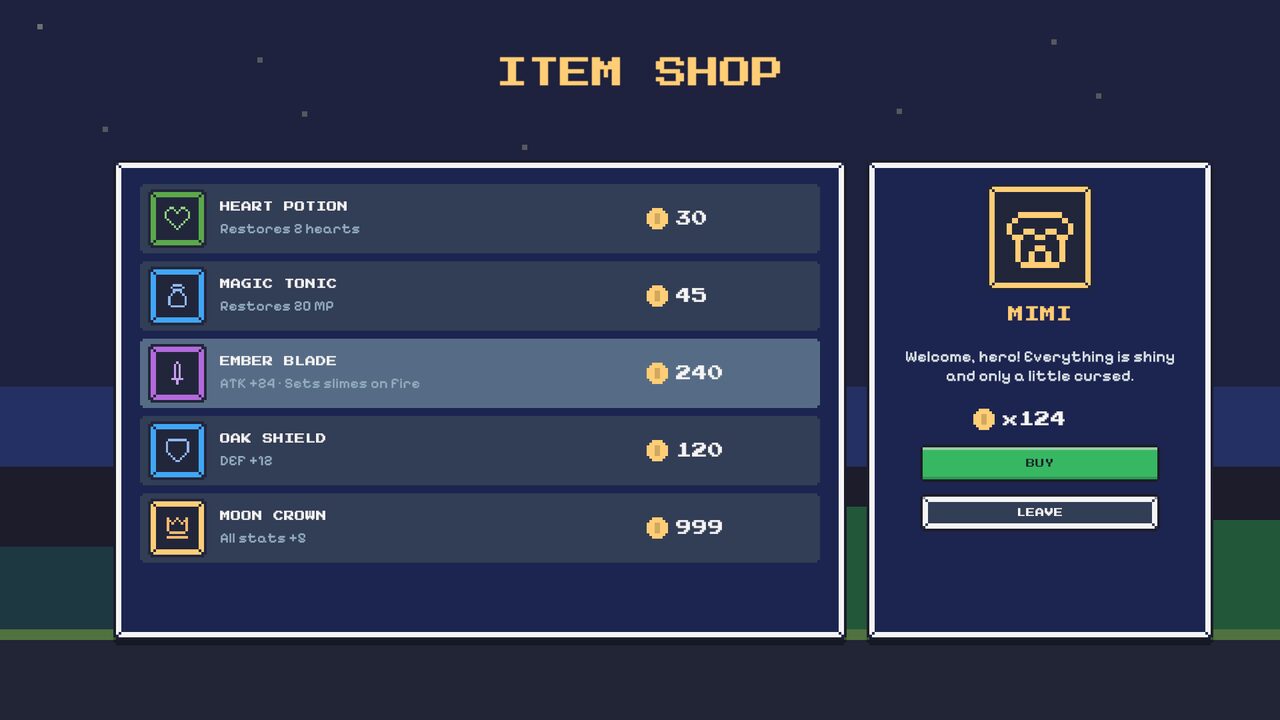 ITEM SHOP
HEART POTION
Restores 2 hearts
30
MAGIC TONIC
Restores 20 MP
45
EMBER BLADE
ATK +24 · Sets slimes on fire
240
OAK SHIELD
DEF +12
120
MOON CROWN
All stats +8
999
MIMI
Welcome, hero! Everything is shiny
and only a little cursed.
x124
BUY
LEAVE